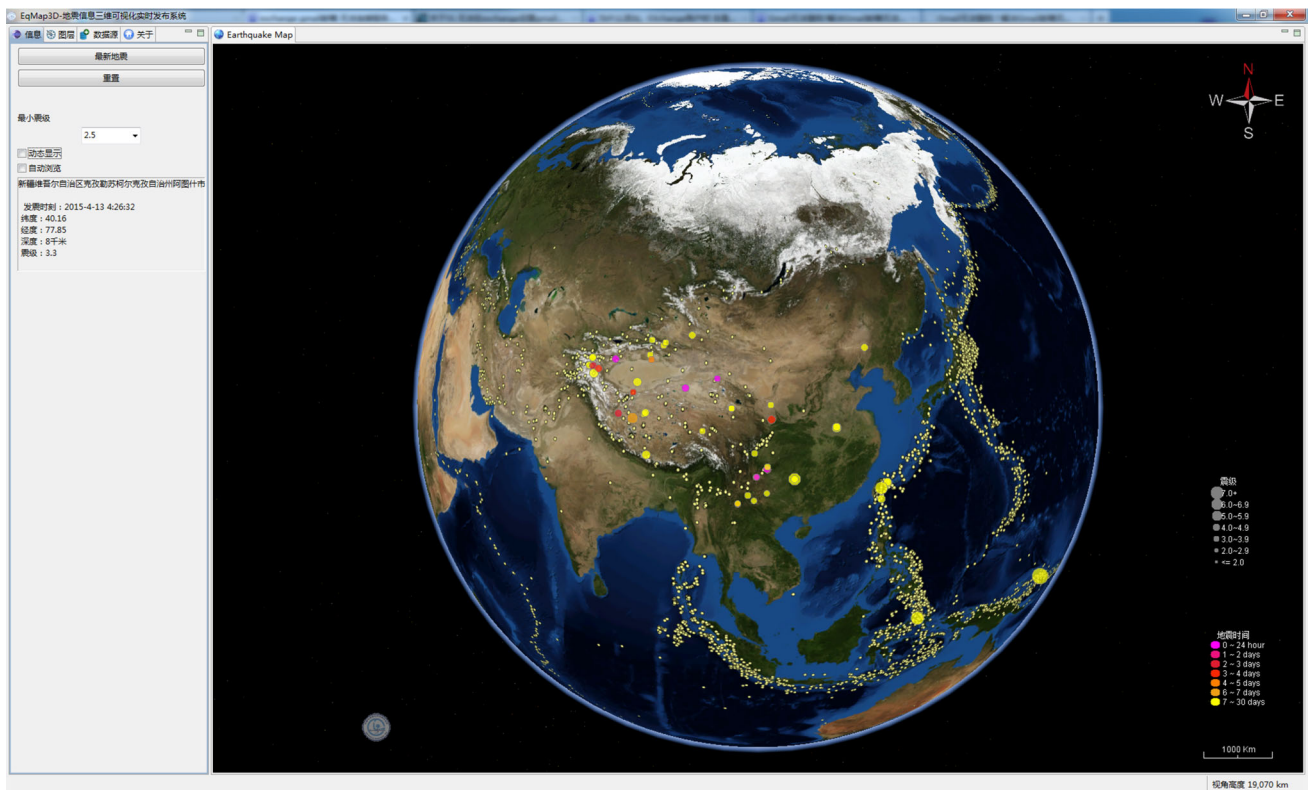 EqMap3D-地震信息三维可视化实时发布系统
信息 图层 数据源 关于
Earthquake Map
最新地震
重置
最小震级
2.5
动态显示
自动浏览
新疆维吾尔自治区克孜勒苏柯尔克孜自治州阿图什市
发震时刻：2015-4-13 4:26:32
纬度：40.16
经度：77.85
深度：8千米
震级：3.3
N
W E
S
震级
7.0+
6.0~6.9
5.0~5.9
4.0~4.9
3.0~3.9
2.0~2.9
<= 2.0
地震时间
0 ~ 24 hour
1 ~ 2 days
2 ~ 3 days
3 ~ 4 days
4 ~ 5 days
6 ~ 7 days
7 ~ 30 days
1000 Km
视角高度 19,070 km